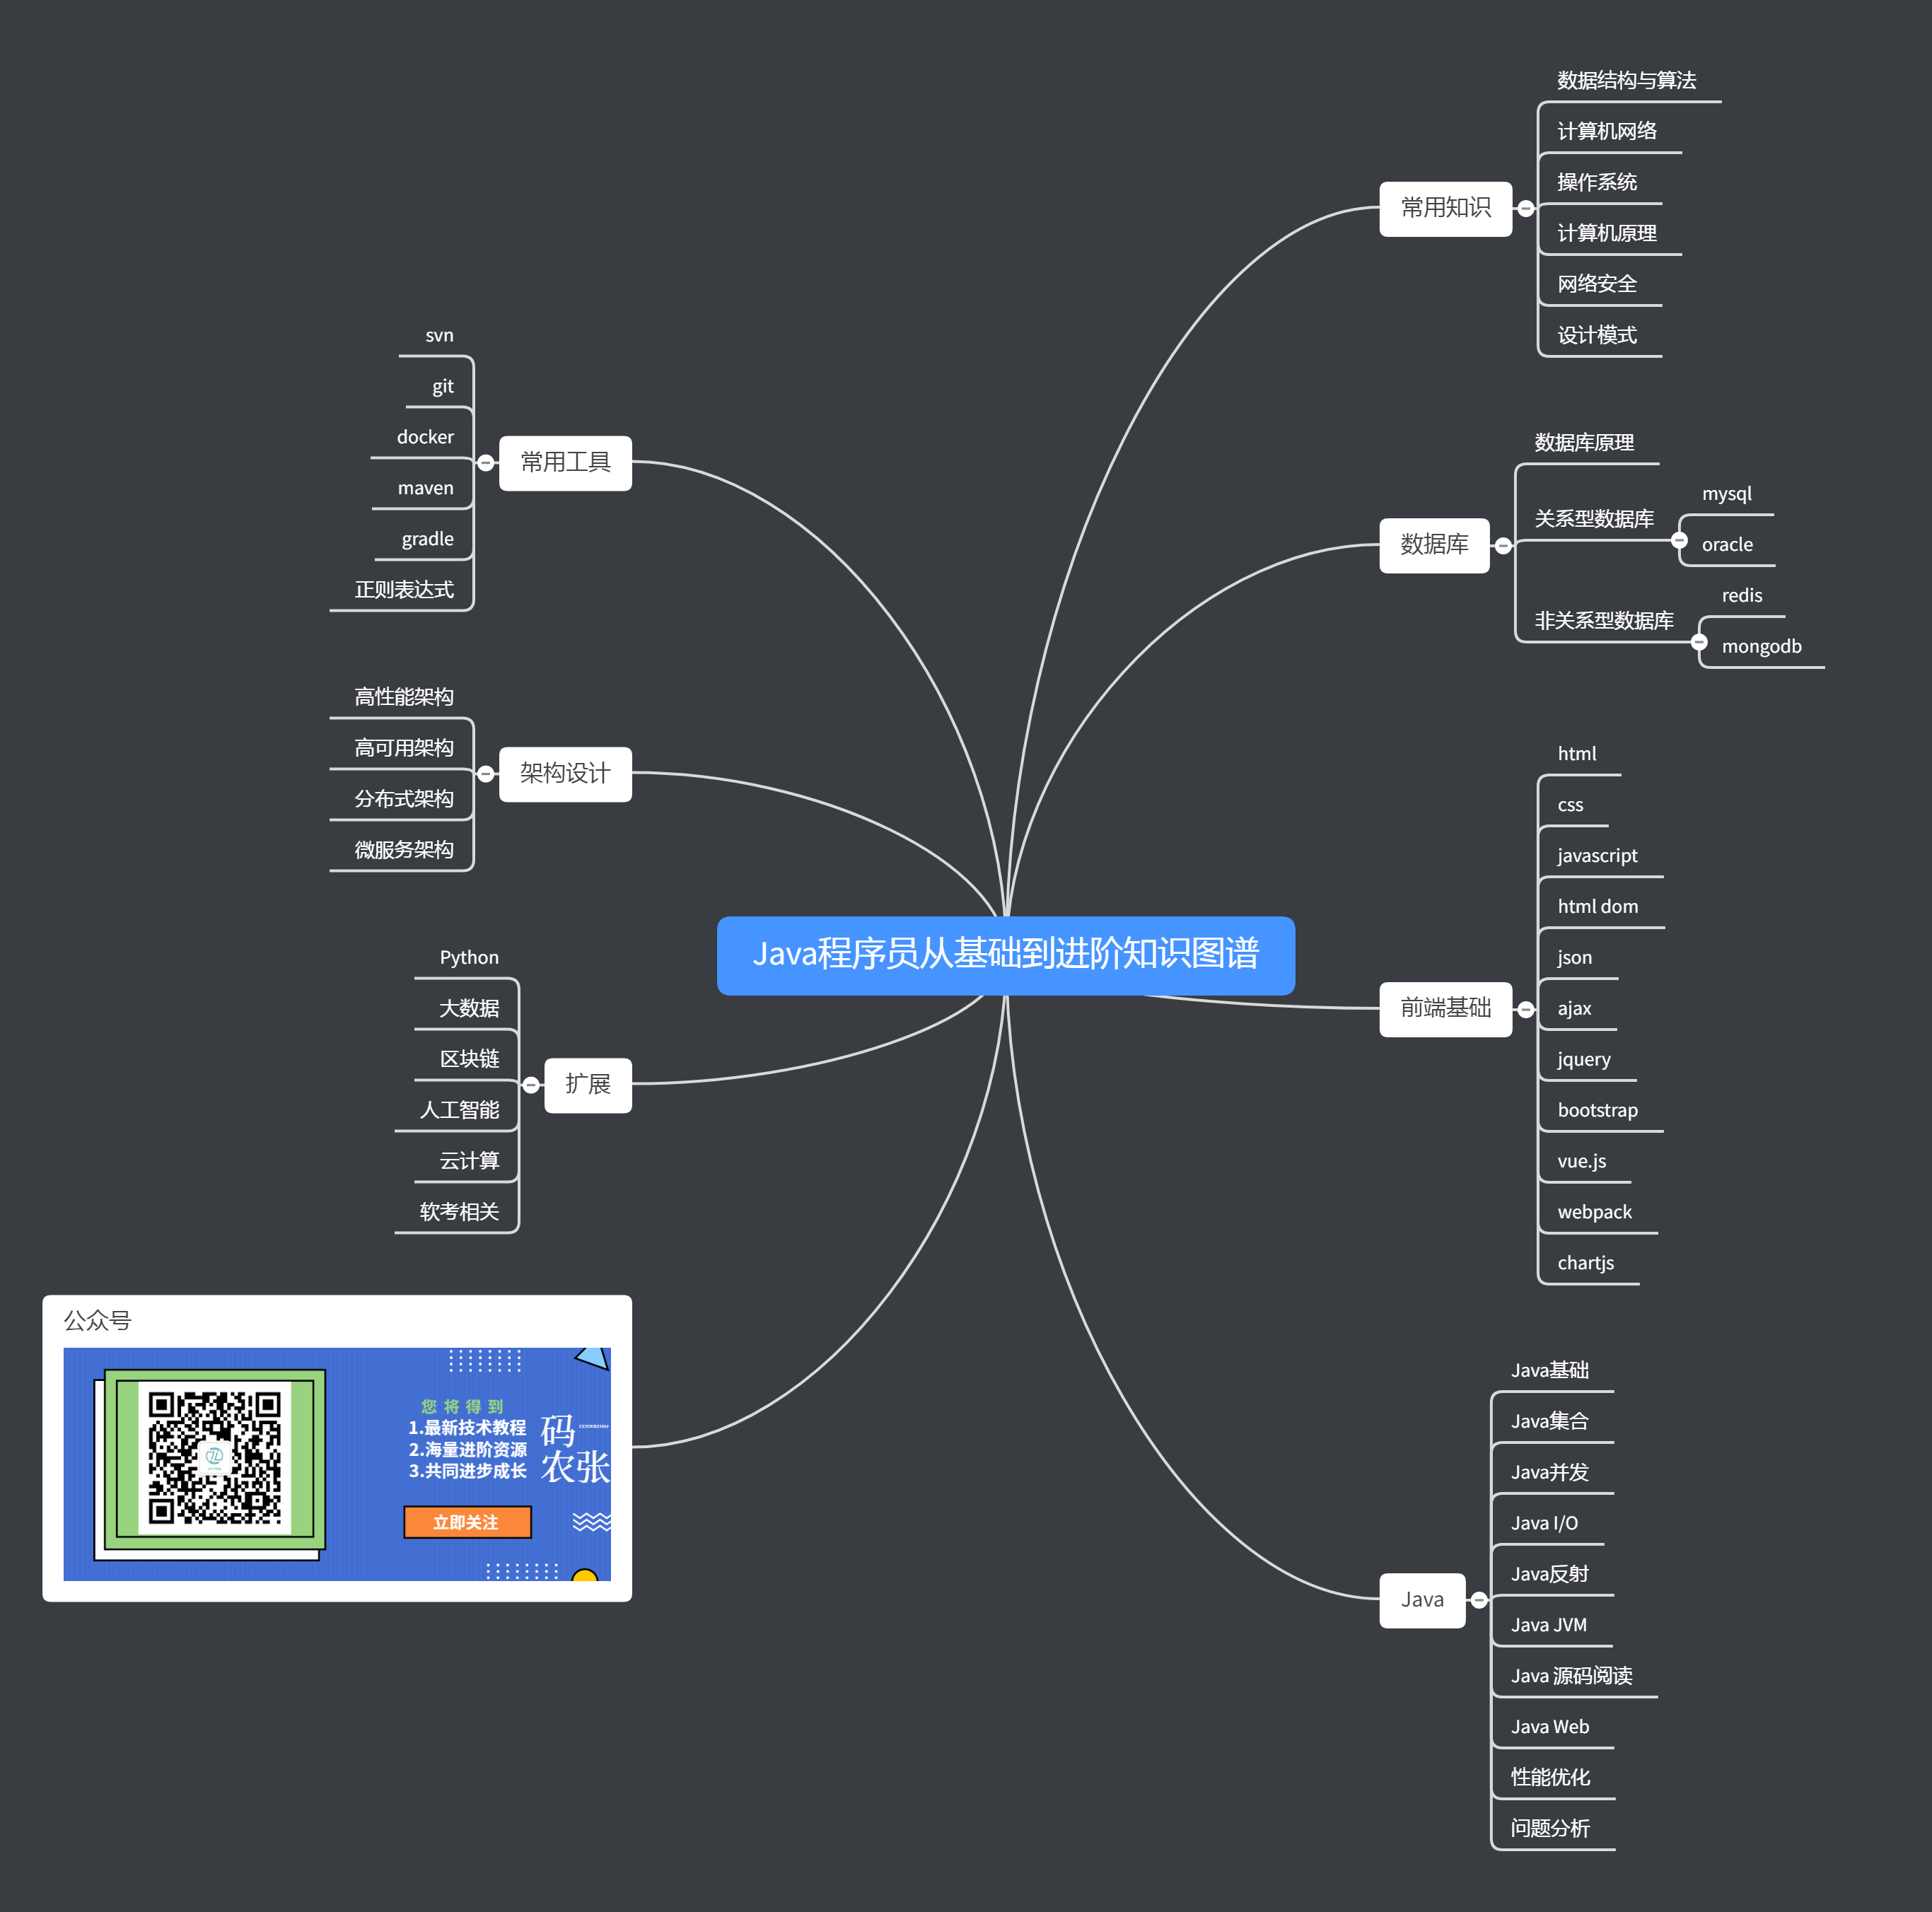 Java程序员从基础到进阶知识图谱
常用知识
数据结构与算法
计算机网络
操作系统
计算机原理
网络安全
设计模式
数据库
数据库原理
关系型数据库
mysql
oracle
非关系型数据库
redis
mongodb
前端基础
html
css
javascript
html dom
json
ajax
jquery
bootstrap
vue.js
webpack
chartjs
Java
Java基础
Java集合
Java并发
Java I/O
Java反射
Java JVM
Java 源码阅读
Java Web
性能优化
问题分析
常用工具
svn
git
docker
maven
gradle
正则表达式
架构设计
高性能架构
高可用架构
分布式架构
微服务架构
扩展
Python
大数据
区块链
人工智能
云计算
软考相关
公众号
您将得到
1.最新技术教程
2.海量进阶资源
3.共同进步成长
立即关注
码
农张